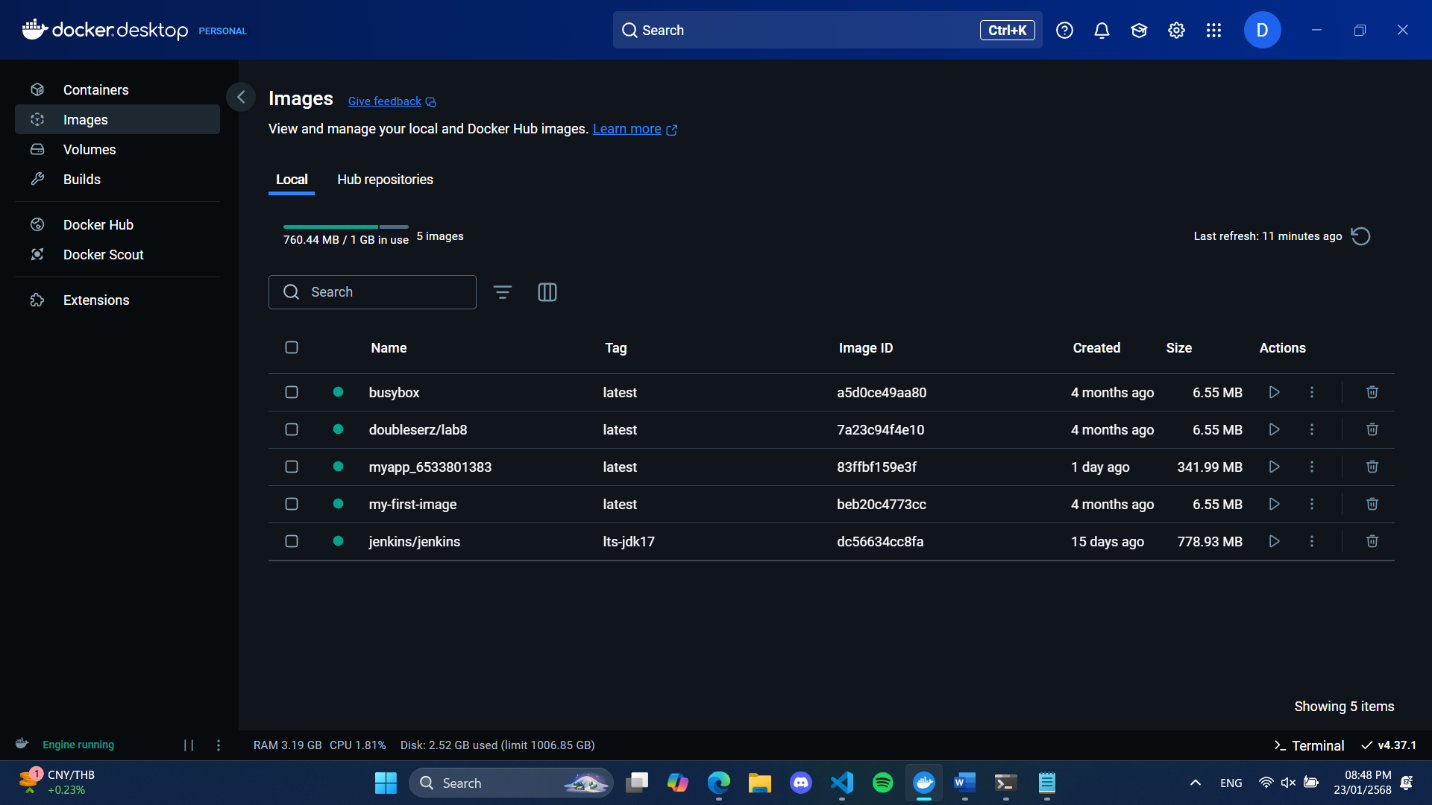 docker.desktop PERSONAL
Search Ctrl+K
D
Containers
Images
Volumes
Builds
Docker Hub
Docker Scout
Extensions
Images Give feedback
View and manage your local and Docker Hub images. Learn more
Local Hub repositories
760.44 MB / 1 GB in use 5 images
Last refresh: 11 minutes ago
Search
Name Tag Image ID Created Size Actions
busybox latest a5d0ce49aa80 4 months ago 6.55 MB
doubleserz/lab8 latest 7a23c94f4e10 4 months ago 6.55 MB
myapp_6533801383 latest 83ffbf159e3f 1 day ago 341.99 MB
my-first-image latest beb20c4773cc 4 months ago 6.55 MB
jenkins/jenkins lts-jdk17 dc56634cc8fa 15 days ago 778.93 MB
Showing 5 items
Engine running
RAM 3.19 GB CPU 1.81% Disk: 2.52 GB used (limit 1006.85 GB)
Terminal v4.37.1
1 CNY/THB
+0.23%
Search
ENG
08:48 PM
23/01/2568